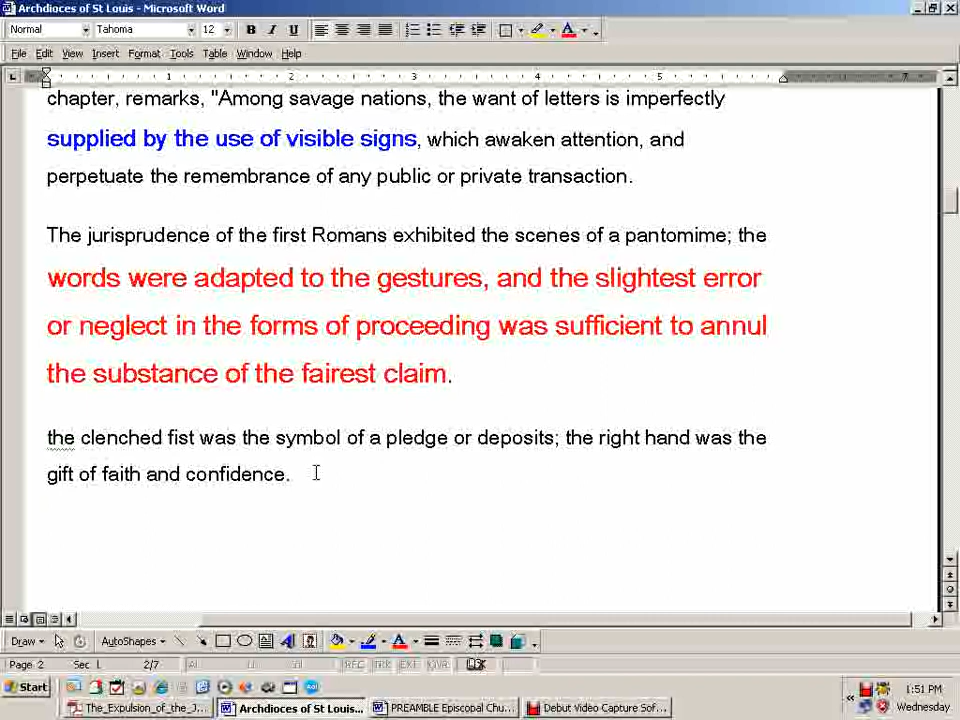 Archdioces of St Louis - Microsoft Word
Normal Tahoma 12 B I U
File Edit View Insert Format Tools Table Window Help
1 2 3 4 5 7
chapter, remarks, "Among savage nations, the want of letters is imperfectly
supplied by the use of visible signs, which awaken attention, and
perpetuate the remembrance of any public or private transaction.
The jurisprudence of the first Romans exhibited the scenes of a pantomime; the
words were adapted to the gestures, and the slightest error
or neglect in the forms of proceeding was sufficient to annul
the substance of the fairest claim.
the clenched fist was the symbol of a pledge or deposits; the right hand was the
gift of faith and confidence.
Draw AutoShapes
Page 2 Sec 1 2/7 REC TRK EXT OVR
Start 1:51 PM
The_Expulsion_of_the_J... Archdioces of St Louis... PREAMBLE Episcopal Chu... Debut Video Capture Sof... Wednesday